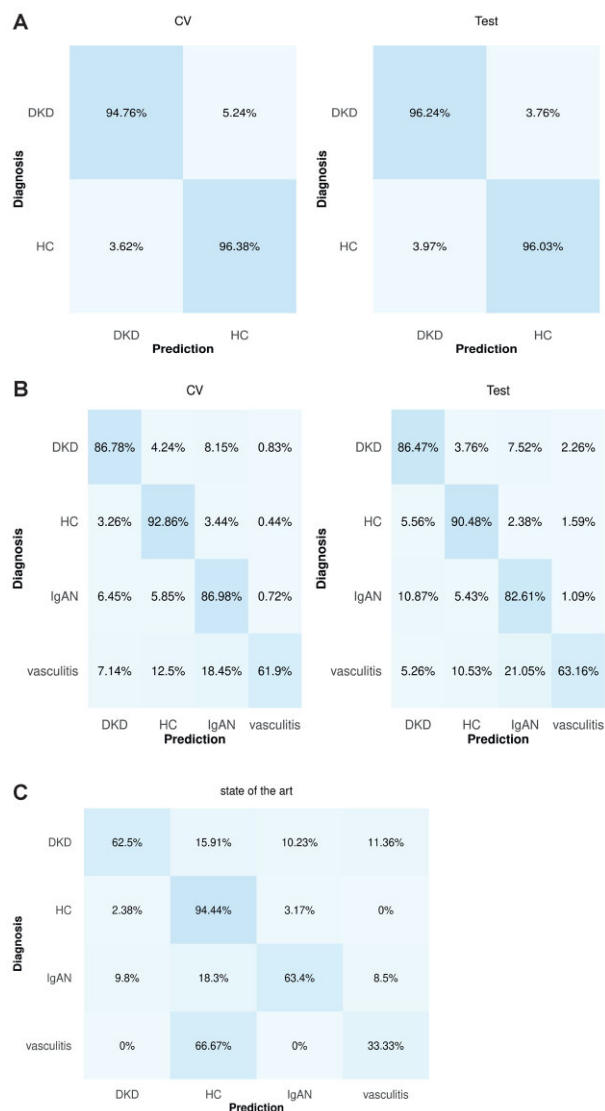 A
CV
Test
DKD 94.76% 5.24%
HC 3.62% 96.38%
Diagnosis
DKD HC
Prediction
DKD 96.24% 3.76%
HC 3.97% 96.03%
Diagnosis
DKD HC
Prediction
B
CV
Test
DKD 86.78% 4.24% 8.15% 0.83%
HC 3.26% 92.86% 3.44% 0.44%
IgAN 6.45% 5.85% 86.98% 0.72%
vasculitis 7.14% 12.5% 18.45% 61.9%
Diagnosis
DKD HC IgAN vasculitis
Prediction
DKD 86.47% 3.76% 7.52% 2.26%
HC 5.56% 90.48% 2.38% 1.59%
IgAN 10.87% 5.43% 82.61% 1.09%
vasculitis 5.26% 10.53% 21.05% 63.16%
Diagnosis
DKD HC IgAN vasculitis
Prediction
C
state of the art
DKD 62.5% 15.91% 10.23% 11.36%
HC 2.38% 94.44% 3.17% 0%
IgAN 9.8% 18.3% 63.4% 8.5%
vasculitis 0% 66.67% 0% 33.33%
Diagnosis
DKD HC IgAN vasculitis
Prediction